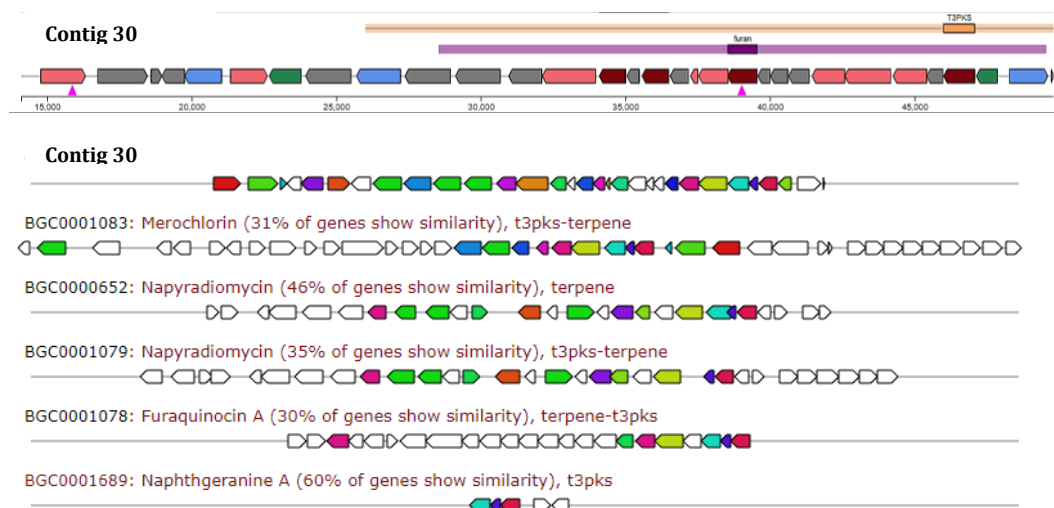 T3PKS
Contig 30
furan
15,000 20,000 25,000 30,000 35,000 40,000 45,000
Contig 30
BGC0001083: Merochlorin (31% of genes show similarity), t3pks-terpene
BGC0000652: Napyradiomycin (46% of genes show similarity), terpene
BGC0001079: Napyradiomycin (35% of genes show similarity), t3pks-terpene
BGC0001078: Furaquinocin A (30% of genes show similarity), terpene-t3pks
BGC0001689: Naphthgeranine A (60% of genes show similarity), t3pks